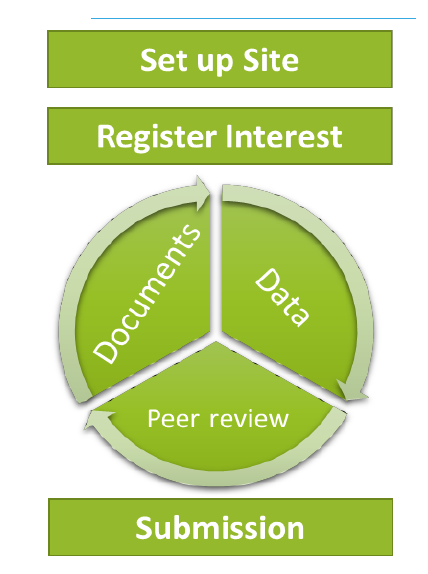 Set up Site
Register Interest
Documents
Data
Peer review
Submission